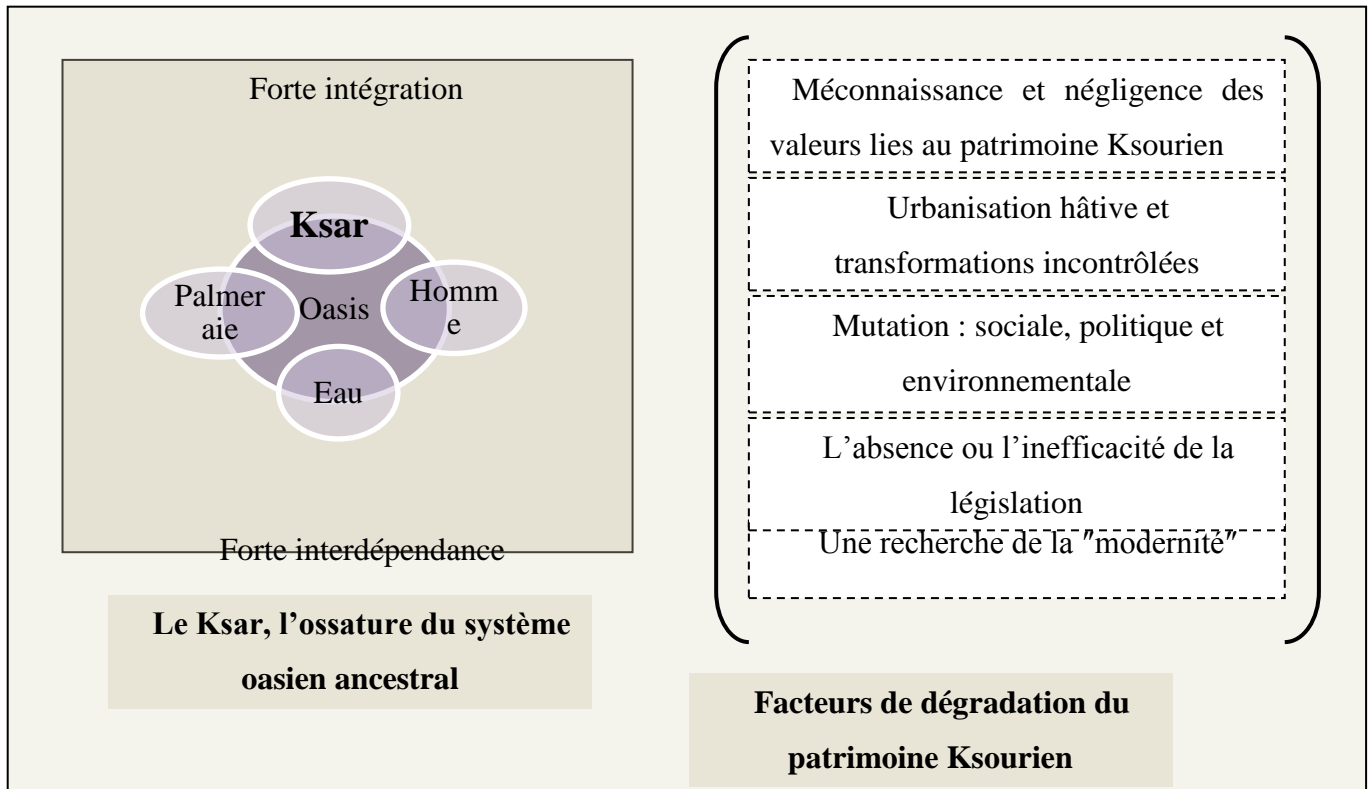 Forte intégration
Ksar
Palmer
aie
Oasis
Homm
e
Eau
Forte interdépendance
Le Ksar, l’ossature du système
oasien ancestral
Méconnaissance et négligence des
valeurs lies au patrimoine Ksourien
Urbanisation hâtive et
transformations incontrôlées
Mutation : sociale, politique et
environnementale
L’absence ou l’inefficacité de la
législation
Une recherche de la "modernité"
Facteurs de dégradation du
patrimoine Ksourien